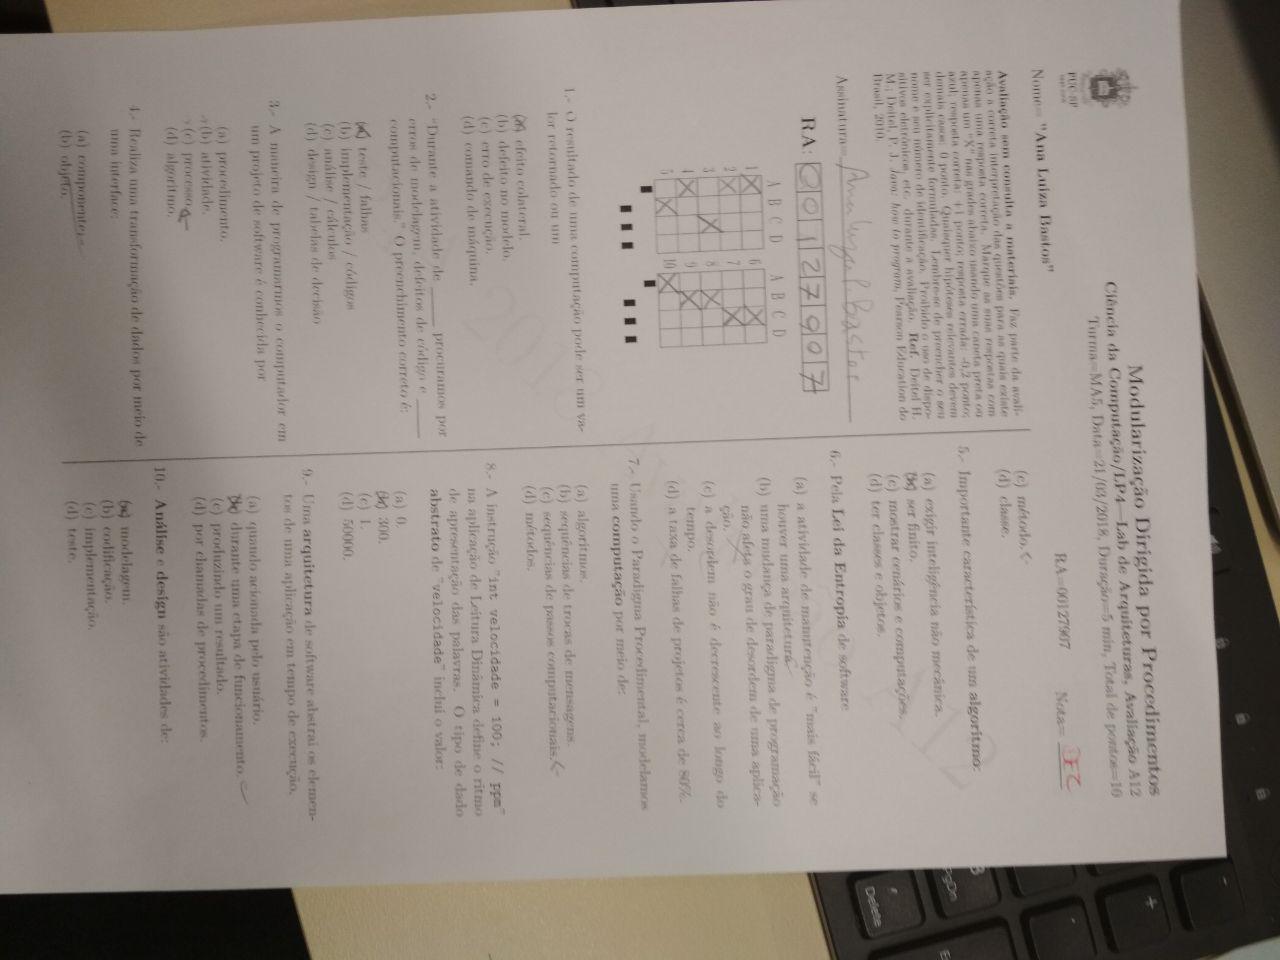 Modularização Dirigida por Procedimentos
Ciência da Computação/LP4—Lab de Arquiteturas, Avaliação A12
Turma=MA5, Data=21/03/2018, Duração=5 min, Total de pontos=10
PUC-SP
Nome= "Ana Luiza Bastos" RA=00127907 Nota=
Avaliação sem consulta a materiais. Faz parte da avali-
ação a correta interpretação das questões para as quais existe
apenas uma resposta correta. Marque as suas respostas com
apenas um "X" nas grades abaixo usando uma caneta preta ou
azul: resposta correta: +1 ponto; resposta errada: -0,2 ponto;
demais casos: 0 ponto. Quaisquer hipóteses relevantes devem
ser explicitamente formuladas. Lembre-se de preencher o seu
nome e seu número de identificação. Proibido o uso de dispo-
sitivos eletrônicos, etc. durante a avaliação. Ref. Deitel H.
M.; Deitel, P. J. Java: how to program, Pearson Education do
Brasil, 2010.
Assinatura= Ana Luiza Bastos
RA: 00127907
A B C D A B C D
1 6
2 7
3 8
4 9
5 10
1.- O resultado de uma computação pode ser um va-
lor retornado ou um
(a) efeito colateral.
(b) defeito no modelo.
(c) erro de execução.
(d) comando de máquina.
2.- "Durante a atividade de ____ procuramos por
erros de modelagem, defeitos de código e ____
computacionais." O preenchimento correto é:
(a) teste / falhas
(b) implementação / códigos
(c) análise / cálculos
(d) design / tabelas de decisão
3.- A maneira de programarmos o computador em
um projeto de software é conhecida por
(a) procedimento.
(b) atividade.
(c) processo.
(d) algoritmo.
4.- Realiza uma transformação de dados por meio de
uma interface:
(a) componente.
(b) objeto.
(c) método.
(d) classe.
5.- Importante característica de um algoritmo:
(a) exigir inteligência não mecânica.
(b) ser finito.
(c) mostrar cenários e computações.
(d) ter classes e objetos.
6.- Pela Lei da Entropia de software
(a) a atividade de manutenção é "mais fácil" se
houver uma arquitetura.
(b) uma mudança de paradigma de programação
não afeta o grau de desordem de uma aplica-
ção.
(c) a desordem não é decrescente ao longo do
tempo.
(d) a taxa de falhas de projetos é cerca de 80%.
7.- Usando o Paradigma Procedimental, modelamos
uma computação por meio de:
(a) algoritmos.
(b) sequências de trocas de mensagens.
(c) sequências de passos computacionais.
(d) métodos.
8.- A instrução "int velocidade = 100; // ppm"
na aplicação de Leitura Dinâmica define o ritmo
de apresentação das palavras. O tipo de dado
abstrato de "velocidade" inclui o valor:
(a) 0.
(b) 300.
(c) 1.
(d) 50000.
9.- Uma arquitetura de software abstrai os elemen-
tos de uma aplicação em tempo de execução,
(a) quando acionada pelo usuário.
(b) durante uma etapa de funcionamento.
(c) produzindo um resultado.
(d) por chamadas de procedimentos.
10.- Análise e design são atividades de:
(a) modelagem.
(b) codificação.
(c) implementação.
(d) teste.
PgDn
Delete